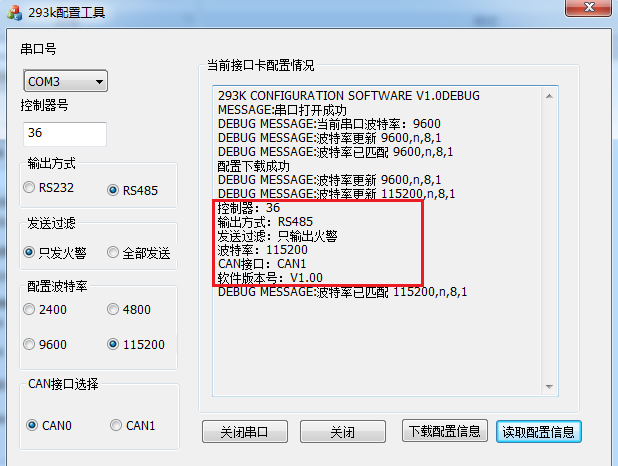 293k配置工具
串口号
COM3
控制器号
36
输出方式
RS232
RS485
发送过滤
只发火警
全部发送
配置波特率
2400
4800
9600
115200
CAN接口选择
CAN0
CAN1
当前接口卡配置情况
293K CONFIGURATION SOFTWARE V1.0DEBUG
MESSAGE:串口打开成功
DEBUG MESSAGE:当前串口波特率：9600
DEBUG MESSAGE:波特率更新 9600,n,8,1
DEBUG MESSAGE:波特率已匹配 9600,n,8,1
配置下载成功
DEBUG MESSAGE:波特率更新 9600,n,8,1
DEBUG MESSAGE:波特率更新 115200,n,8,1
控制器：36
输出方式：RS485
发送过滤：只输出火警
波特率：115200
CAN接口：CAN1
软件版本号：V1.00
DEBUG MESSAGE:波特率已匹配 115200,n,8,1
关闭串口
关闭
下载配置信息
读取配置信息